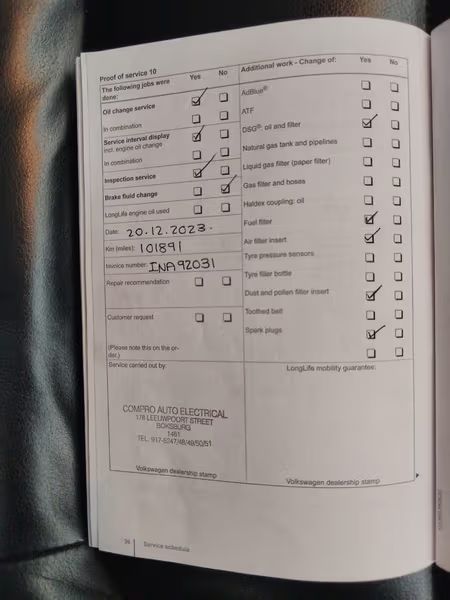 Proof of service 10
The following jobs were done: Yes No
Oil change service
In combination
Service interval display
incl. engine oil change
In combination
Inspection service
Brake fluid change
LongLife engine oil used
Date: 20.12.2023.
Km (miles): 101891
Invoice number: INA92031
Repair recommendation
Customer request
(Please note this on the or-
der.)
Service carried out by:
COMPRO AUTO ELECTRICAL
178 LEEUWPOORT STREET
BOKSBURG
1461
TEL. 917-5247/48/49/50/51
Volkswagen dealership stamp
Additional work - Change of: Yes No
AdBlue®
ATF
DSG®: oil and filter
Natural gas tank and pipelines
Liquid gas filter (paper filter)
Gas filter and hoses
Haldex coupling: oil
Fuel filter
Air filter insert
Tyre pressure sensors
Tyre filler bottle
Dust and pollen filter insert
Toothed belt
Spark plugs
LongLife mobility guarantee:
Volkswagen dealership stamp
36 Service schedule